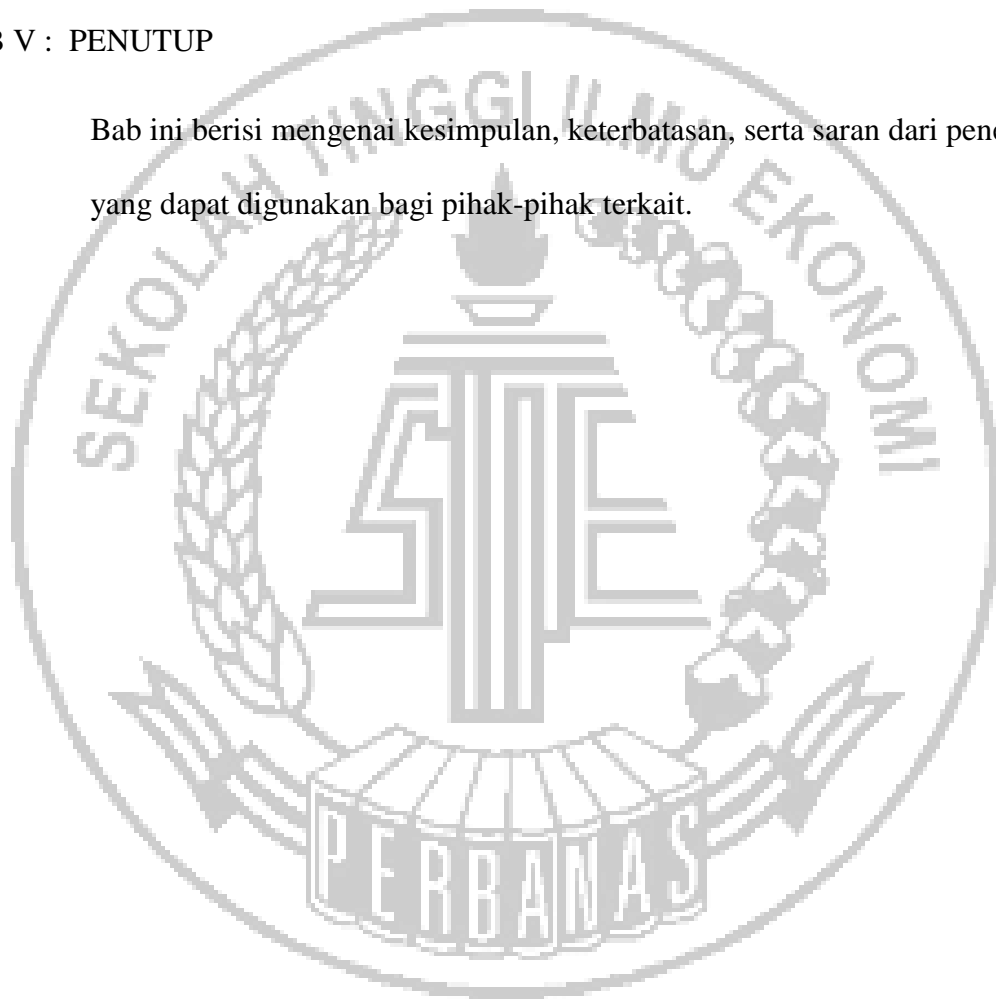 V : PENUTUP
Bab ini berisi mengenai kesimpulan, keterbatasan, serta saran dari
yang dapat digunakan bagi pihak-pihak terkait.
SEKOLAH TINGGI ILMU EKONOMI
STIE
PERBANAS